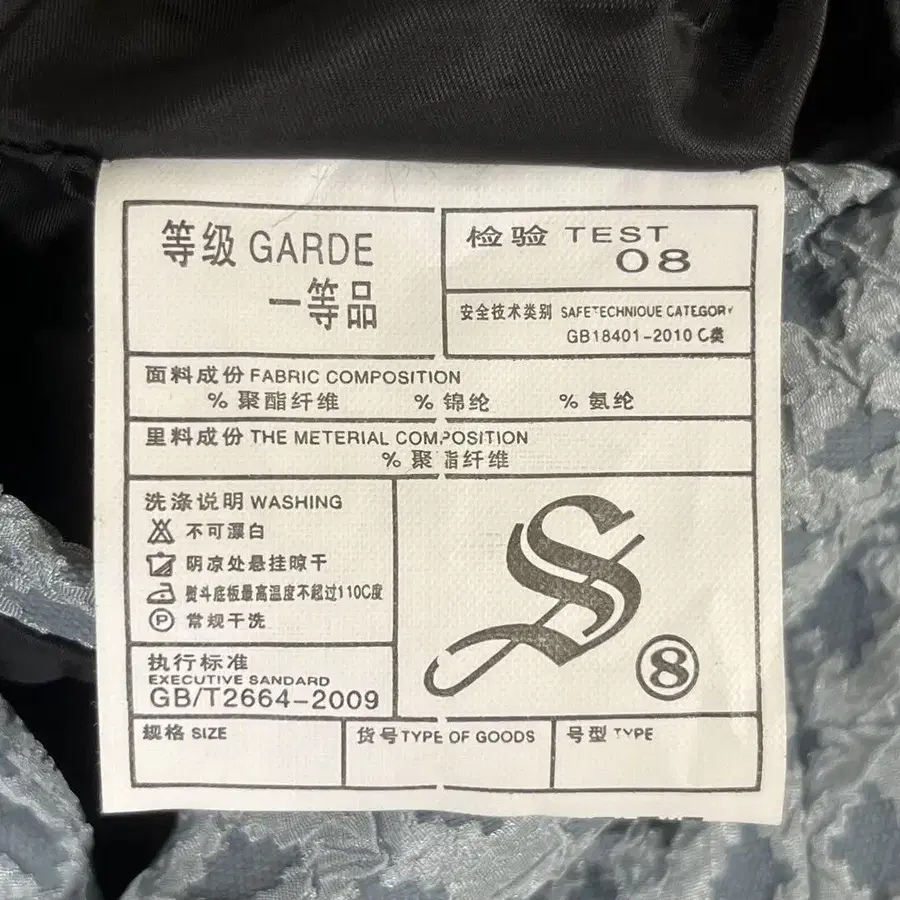 等级 GARDE
一等品
检验 TEST
08
安全技术类别 SAFETECHNIOUE CATEGORY
GB18401-2010 C类
面料成份 FABRIC COMPOSITION
% 聚酯纤维 % 锦纶 % 氨纶
里料成份 THE METERIAL COMPOSITION
% 聚酯纤维
洗涤说明 WASHING
不可漂白
阴凉处悬挂晾干
熨斗底板最高温度不超过110C度
P 常规干洗
S
8
执行标准
EXECUTIVE SANDARD
GB/T2664-2009
规格 SIZE
货号 TYPE OF GOODS
号型 TYPE